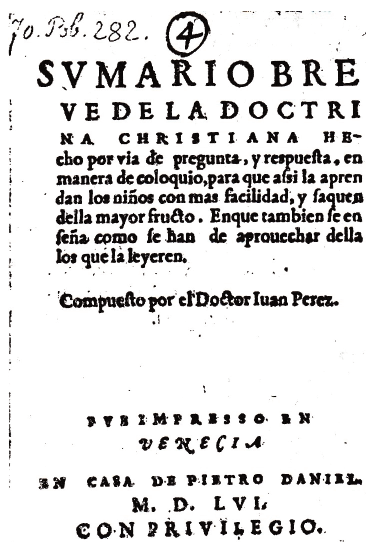 70. Pol. 282. 4
SVMARIO BRE
VE DE LA DOCTRI
NA CHRISTIANA HE-
cho por via de pregunta, y respuesta, en
manera de coloquio, para que assi la apren
dan los niños con mas facilidad, y saquen
della mayor fructo. En que tambien se en
seña como se han de aprouechar della
los que la leyeren.
Compuesto por el Doctor Iuan Perez.
FVE IMPRESSO EN
VENECIA
EN CASA DE PIETRO DANIEL.
M. D. LVI.
CON PRIVILEGIO.